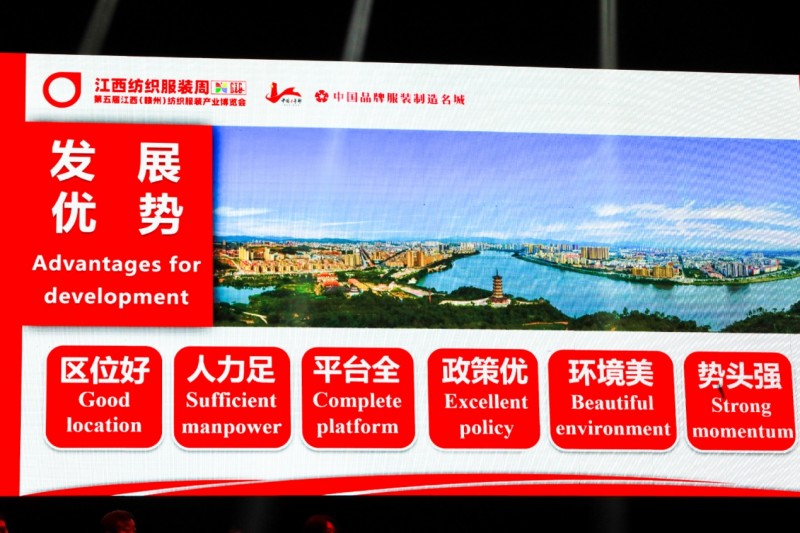 江西纺织服装周
第五届江西(赣州)纺织服装产业博览会
中国品牌服装制造名城
发展
优势
Advantages for
development
区位好
Good
location
人力足
Sufficient
manpower
平台全
Complete
platform
政策优
Excellent
policy
环境美
Beautiful
environment
势头强
Strong
momentum